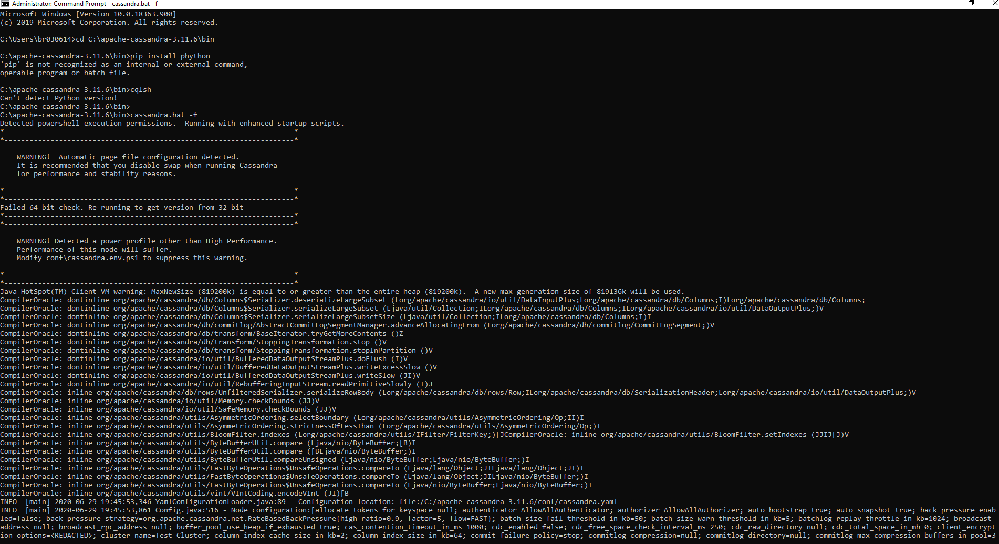 Administrator: Command Prompt - cassandra.bat -f
Microsoft Windows [Version 10.0.18363.900]
(c) 2019 Microsoft Corporation. All rights reserved.
C:\Users\br030614>cd C:\apache-cassandra-3.11.6\bin
C:\apache-cassandra-3.11.6\bin>pip install phython
'pip' is not recognized as an internal or external command,
operable program or batch file.
C:\apache-cassandra-3.11.6\bin>cqlsh
Can't detect Python version!
C:\apache-cassandra-3.11.6\bin>
C:\apache-cassandra-3.11.6\bin>cassandra.bat -f
Detected powershell execution permissions.  Running with enhanced startup scripts.
*---------------------------------------------------------------------*
*---------------------------------------------------------------------*
WARNING!  Automatic page file configuration detected.
It is recommended that you disable swap when running Cassandra
for performance and stability reasons.
*---------------------------------------------------------------------*
*---------------------------------------------------------------------*
Failed 64-bit check. Re-running to get version from 32-bit
*---------------------------------------------------------------------*
*---------------------------------------------------------------------*
WARNING! Detected a power profile other than High Performance.
Performance of this node will suffer.
Modify conf\cassandra.env.ps1 to suppress this warning.
*---------------------------------------------------------------------*
*---------------------------------------------------------------------*
Java HotSpot(TM) Client VM warning: MaxNewSize (819200k) is equal to or greater than the entire heap (819200k).  A new max generation size of 819136k will be used.
CompilerOracle: dontinline org/apache/cassandra/db/Columns$Serializer.deserializeLargeSubset (Lorg/apache/cassandra/io/util/DataInputPlus;Lorg/apache/cassandra/db/Columns;I)Lorg/apache/cassandra/db/Columns;
CompilerOracle: dontinline org/apache/cassandra/db/Columns$Serializer.serializeLargeSubset (Ljava/util/Collection;ILorg/apache/cassandra/db/Columns;ILorg/apache/cassandra/io/util/DataOutputPlus;)V
CompilerOracle: dontinline org/apache/cassandra/db/Columns$Serializer.serializeLargeSubsetSize (Ljava/util/Collection;ILorg/apache/cassandra/db/Columns;I)I
CompilerOracle: dontinline org/apache/cassandra/db/commitlog/AbstractCommitLogSegmentManager.advanceAllocatingFrom (Lorg/apache/cassandra/db/commitlog/CommitLogSegment;)V
CompilerOracle: dontinline org/apache/cassandra/db/transform/BaseIterator.tryGetMoreContents ()Z
CompilerOracle: dontinline org/apache/cassandra/db/transform/StoppingTransformation.stop ()V
CompilerOracle: dontinline org/apache/cassandra/db/transform/StoppingTransformation.stopInPartition ()V
CompilerOracle: dontinline org/apache/cassandra/io/util/BufferedDataOutputStreamPlus.doFlush (I)V
CompilerOracle: dontinline org/apache/cassandra/io/util/BufferedDataOutputStreamPlus.writeExcessSlow ()V
CompilerOracle: dontinline org/apache/cassandra/io/util/BufferedDataOutputStreamPlus.writeSlow (JI)V
CompilerOracle: dontinline org/apache/cassandra/io/util/RebufferingInputStream.readPrimitiveSlowly (I)J
CompilerOracle: inline org/apache/cassandra/db/rows/UnfilteredSerializer.serializeRowBody (Lorg/apache/cassandra/db/rows/Row;ILorg/apache/cassandra/db/SerializationHeader;Lorg/apache/cassandra/io/util/DataOutputPlus;)V
CompilerOracle: inline org/apache/cassandra/io/util/Memory.checkBounds (JJ)V
CompilerOracle: inline org/apache/cassandra/io/util/SafeMemory.checkBounds (JJ)V
CompilerOracle: inline org/apache/cassandra/utils/AsymmetricOrdering.selectBoundary (Lorg/apache/cassandra/utils/AsymmetricOrdering/Op;II)I
CompilerOracle: inline org/apache/cassandra/utils/AsymmetricOrdering.strictnessOfLessThan (Lorg/apache/cassandra/utils/AsymmetricOrdering/Op;)I
CompilerOracle: inline org/apache/cassandra/utils/BloomFilter.indexes (Lorg/apache/cassandra/utils/IFilter/FilterKey;)[JCompilerOracle: inline org/apache/cassandra/utils/BloomFilter.setIndexes (JJIJ[J)V
CompilerOracle: inline org/apache/cassandra/utils/ByteBufferUtil.compare (Ljava/nio/ByteBuffer;[B)I
CompilerOracle: inline org/apache/cassandra/utils/ByteBufferUtil.compare ([BLjava/nio/ByteBuffer;)I
CompilerOracle: inline org/apache/cassandra/utils/ByteBufferUtil.compareUnsigned (Ljava/nio/ByteBuffer;Ljava/nio/ByteBuffer;)I
CompilerOracle: inline org/apache/cassandra/utils/FastByteOperations$UnsafeOperations.compareTo (Ljava/lang/Object;JILjava/lang/Object;JI)I
CompilerOracle: inline org/apache/cassandra/utils/FastByteOperations$UnsafeOperations.compareTo (Ljava/lang/Object;JILjava/nio/ByteBuffer;)I
CompilerOracle: inline org/apache/cassandra/utils/FastByteOperations$UnsafeOperations.compareTo (Ljava/nio/ByteBuffer;Ljava/nio/ByteBuffer;)I
CompilerOracle: inline org/apache/cassandra/utils/vint/VIntCoding.encodeVInt (JI)[B
INFO  [main] 2020-06-29 19:45:53,346 YamlConfigurationLoader.java:89 - Configuration location: file:/C:/apache-cassandra-3.11.6/conf/cassandra.yaml
INFO  [main] 2020-06-29 19:45:53,861 Config.java:516 - Node configuration:[allocate_tokens_for_keyspace=null; authenticator=AllowAllAuthenticator; authorizer=AllowAllAuthorizer; auto_bootstrap=true; auto_snapshot=true; back_pressure_enab
led=false; back_pressure_strategy=org.apache.cassandra.net.RateBasedBackPressure{high_ratio=0.9, factor=5, flow=FAST}; batch_size_fail_threshold_in_kb=50; batch_size_warn_threshold_in_kb=5; batchlog_replay_throttle_in_kb=1024; broadcast_
address=null; broadcast_rpc_address=null; buffer_pool_use_heap_if_exhausted=true; cas_contention_timeout_in_ms=1000; cdc_enabled=false; cdc_free_space_check_interval_ms=250; cdc_raw_directory=null; cdc_total_space_in_mb=0; client_encrypt
ion_options=<REDACTED>; cluster_name=Test Cluster; column_index_cache_size_in_kb=2; column_index_size_in_kb=64; commit_failure_policy=stop; commitlog_compression=null; commitlog_directory=null; commitlog_max_compression_buffers_in_pool=3